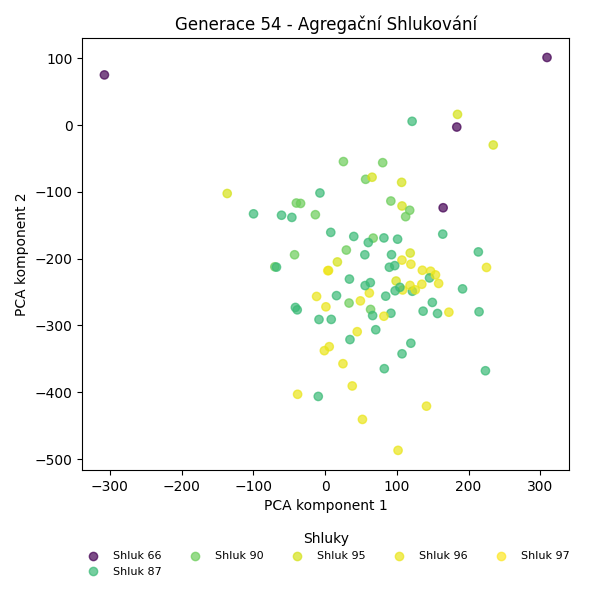 Generace 54 - Agregační Shlukování
100
0
−100
−200
−300
−400
−500
PCA komponent 2
−300 −200 −100 0 100 200 300
PCA komponent 1
Shluky
Shluk 66 Shluk 90 Shluk 95 Shluk 96 Shluk 97
Shluk 87